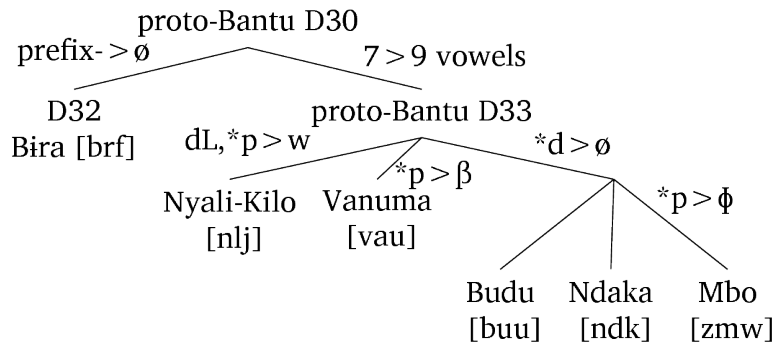 proto-Bantu D30
prefix->ø
7 > 9 vowels
D32
Bɨra [brf]
proto-Bantu D33
dL,*p > w
*p > β
*d > ø
Nyali-Kilo
[nlj]
Vanuma
[vau]
*p > ɸ
Budu
[buu]
Ndaka
[ndk]
Mbo
[zmw]